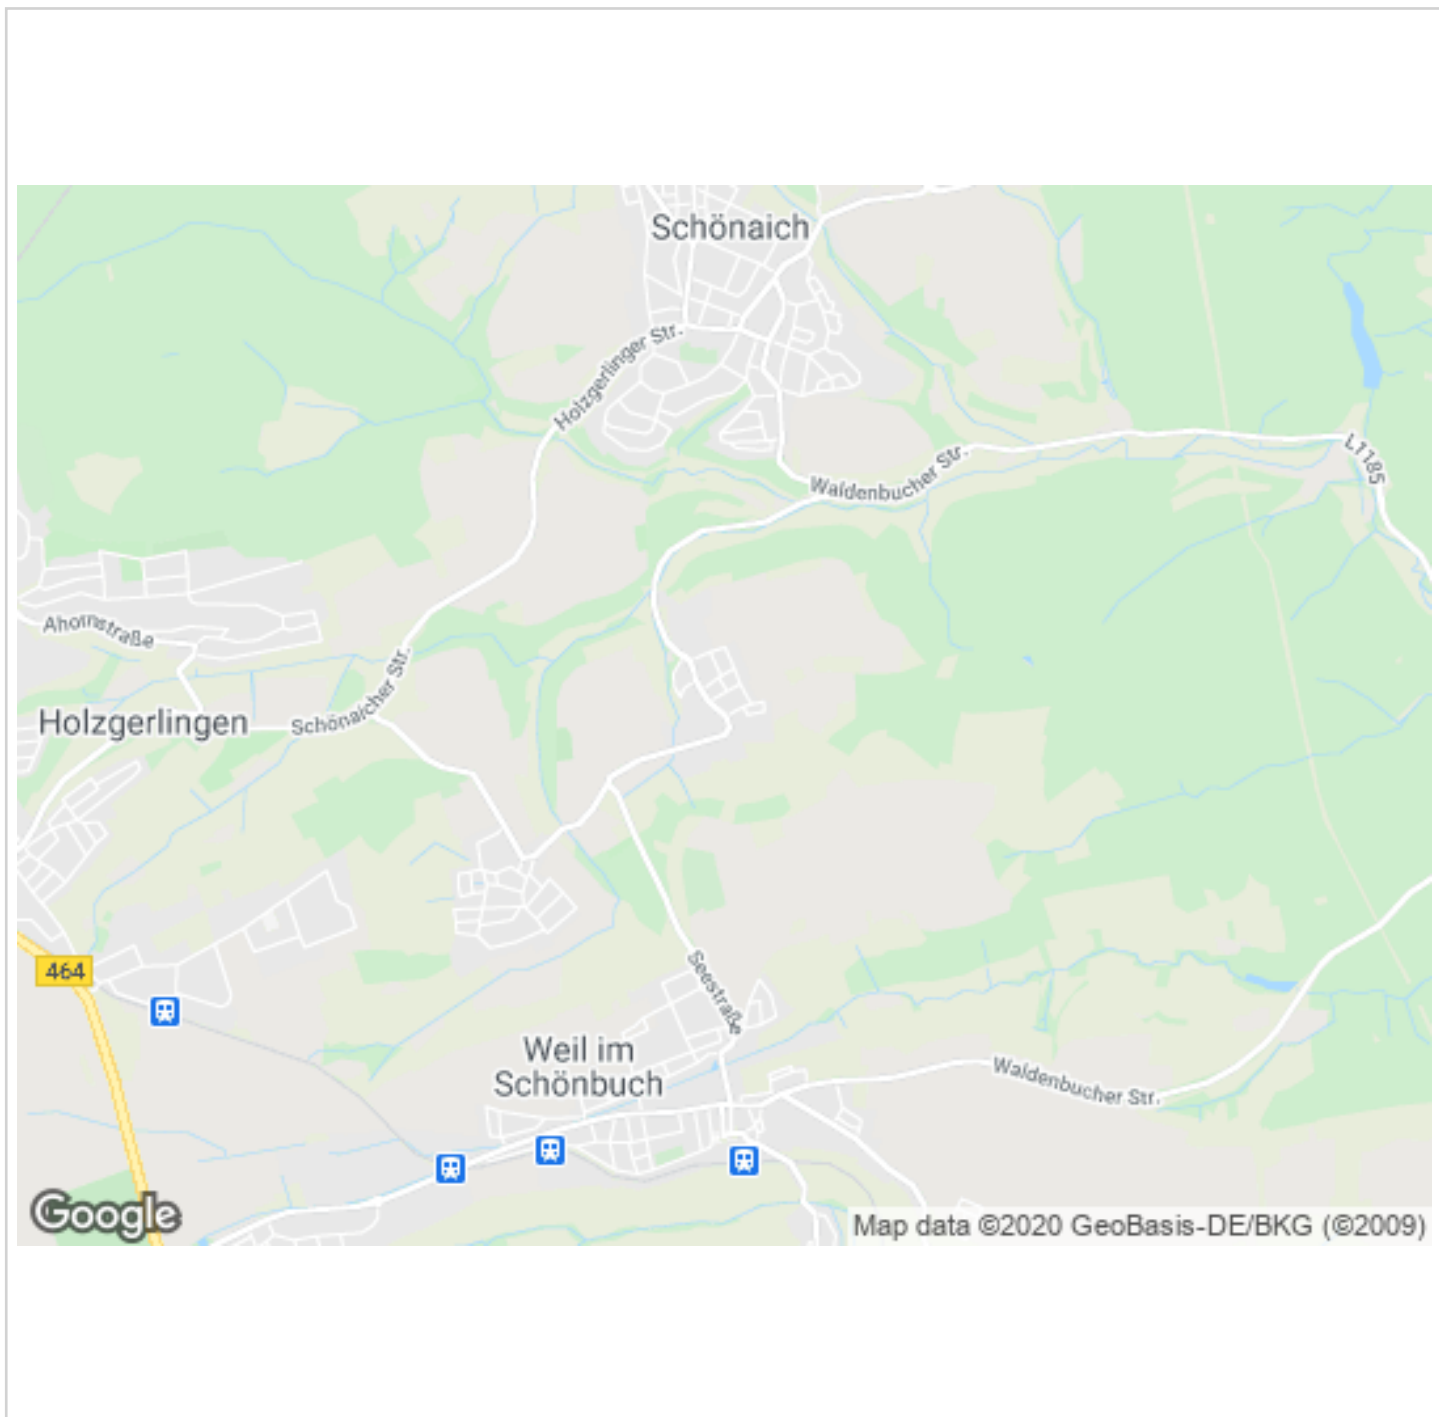 Schönaich
Holzgerlinger Str.
Waldenbucher Str.
L1185
Ahornstraße
Schönaicher Str.
Holzgerlingen
464
Seestraße
Weil im
Schönbuch
Waldenbucher Str.
Google
Map data ©2020 GeoBasis-DE/BKG (©2009)